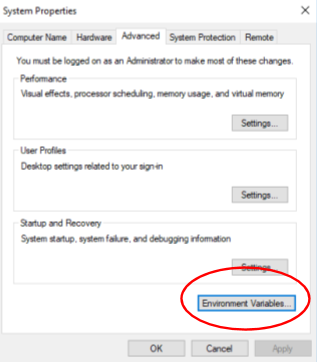 System Properties
Computer Name Hardware Advanced System Protection Remote
You must be logged on as an Administrator to make most of these changes.
Performance
Visual effects, processor scheduling, memory usage, and virtual memory
Settings...
User Profiles
Desktop settings related to your sign-in
Settings...
Startup and Recovery
System startup, system failure, and debugging information
Settings...
Environment Variables...
OK Cancel Apply